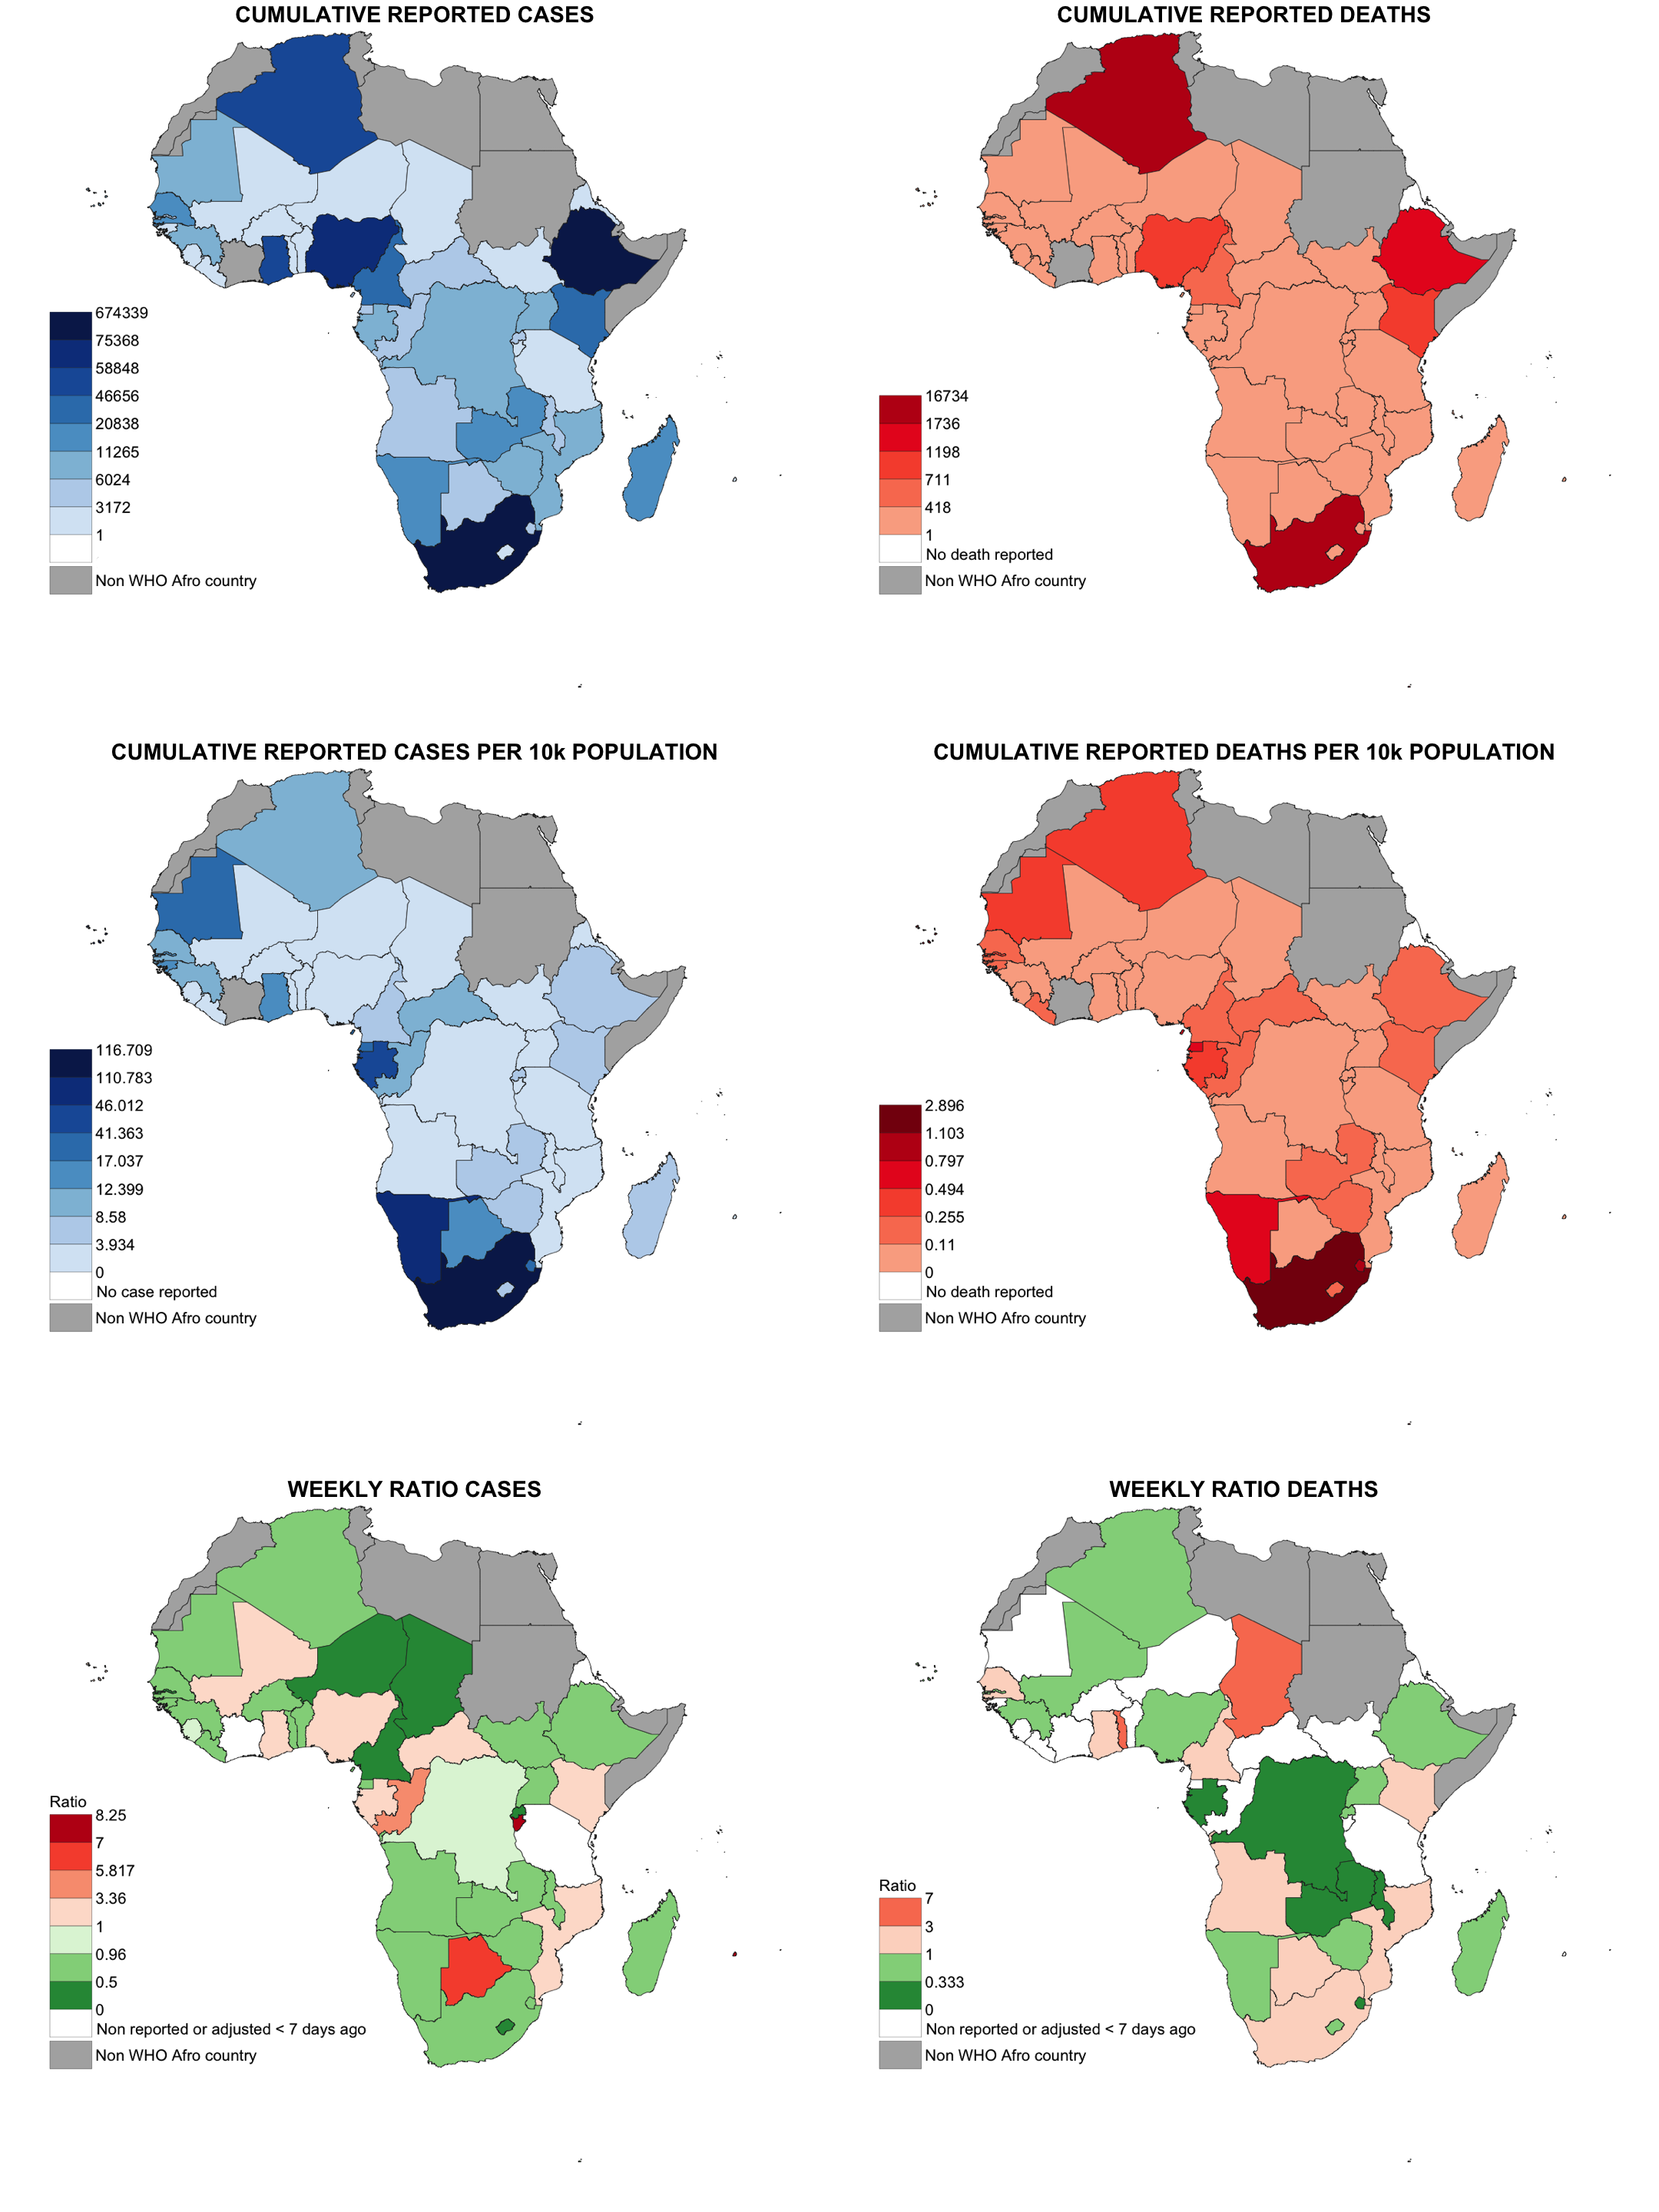 CUMULATIVE REPORTED CASES
674339
75368
58848
46656
20838
11265
6024
3172
1
Non WHO Afro country
CUMULATIVE REPORTED DEATHS
16734
1736
1198
711
418
1
No death reported
Non WHO Afro country
CUMULATIVE REPORTED CASES PER 10k POPULATION
116.709
110.783
46.012
41.363
17.037
12.399
8.58
3.934
0
No case reported
Non WHO Afro country
CUMULATIVE REPORTED DEATHS PER 10k POPULATION
2.896
1.103
0.797
0.494
0.255
0.11
0
No death reported
Non WHO Afro country
WEEKLY RATIO CASES
Ratio
8.25
7
5.817
3.36
1
0.96
0.5
0
Non reported or adjusted < 7 days ago
Non WHO Afro country
WEEKLY RATIO DEATHS
Ratio
7
3
1
0.333
0
Non reported or adjusted < 7 days ago
Non WHO Afro country